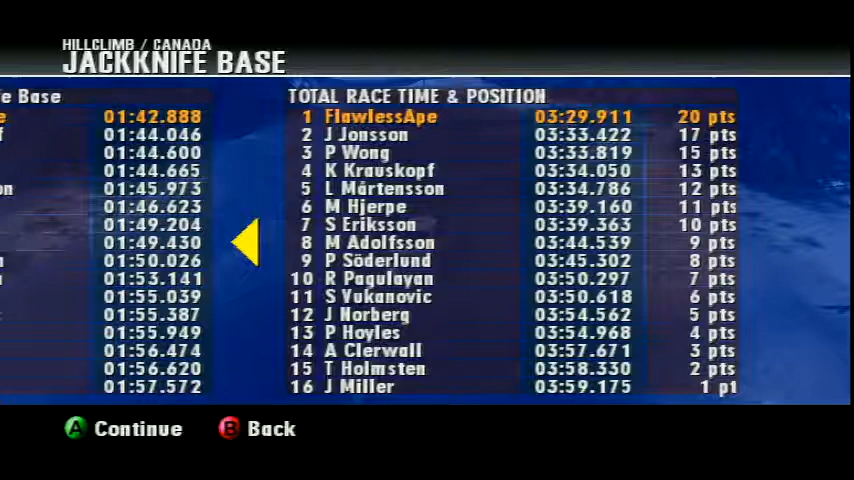 HILLCLIMB / CANADA
JACKKNIFE BASE
e Base TOTAL RACE TIME & POSITION
e 01:42.888 1 FlawlessApe 03:29.911 20 pts
f 01:44.046 2 J Jonsson 03:33.422 17 pts
01:44.600 3 P Wong 03:33.819 15 pts
01:44.665 4 K Krauskopf 03:34.050 13 pts
on 01:45.973 5 L Mårtensson 03:34.786 12 pts
01:46.623 6 M Hjerpe 03:39.160 11 pts
01:49.204 7 S Eriksson 03:39.363 10 pts
01:49.430 8 M Adolfsson 03:44.539 9 pts
n 01:50.026 9 P Söderlund 03:45.302 8 pts
01:53.141 10 R Pagulayan 03:50.297 7 pts
01:55.039 11 S Vukanovic 03:50.618 6 pts
01:55.387 12 J Norberg 03:54.562 5 pts
01:55.949 13 P Hoyles 03:54.968 4 pts
01:56.474 14 A Clerwall 03:57.671 3 pts
01:56.620 15 T Holmsten 03:58.330 2 pts
01:57.572 16 J Miller 03:59.175 1 pt
A Continue B Back